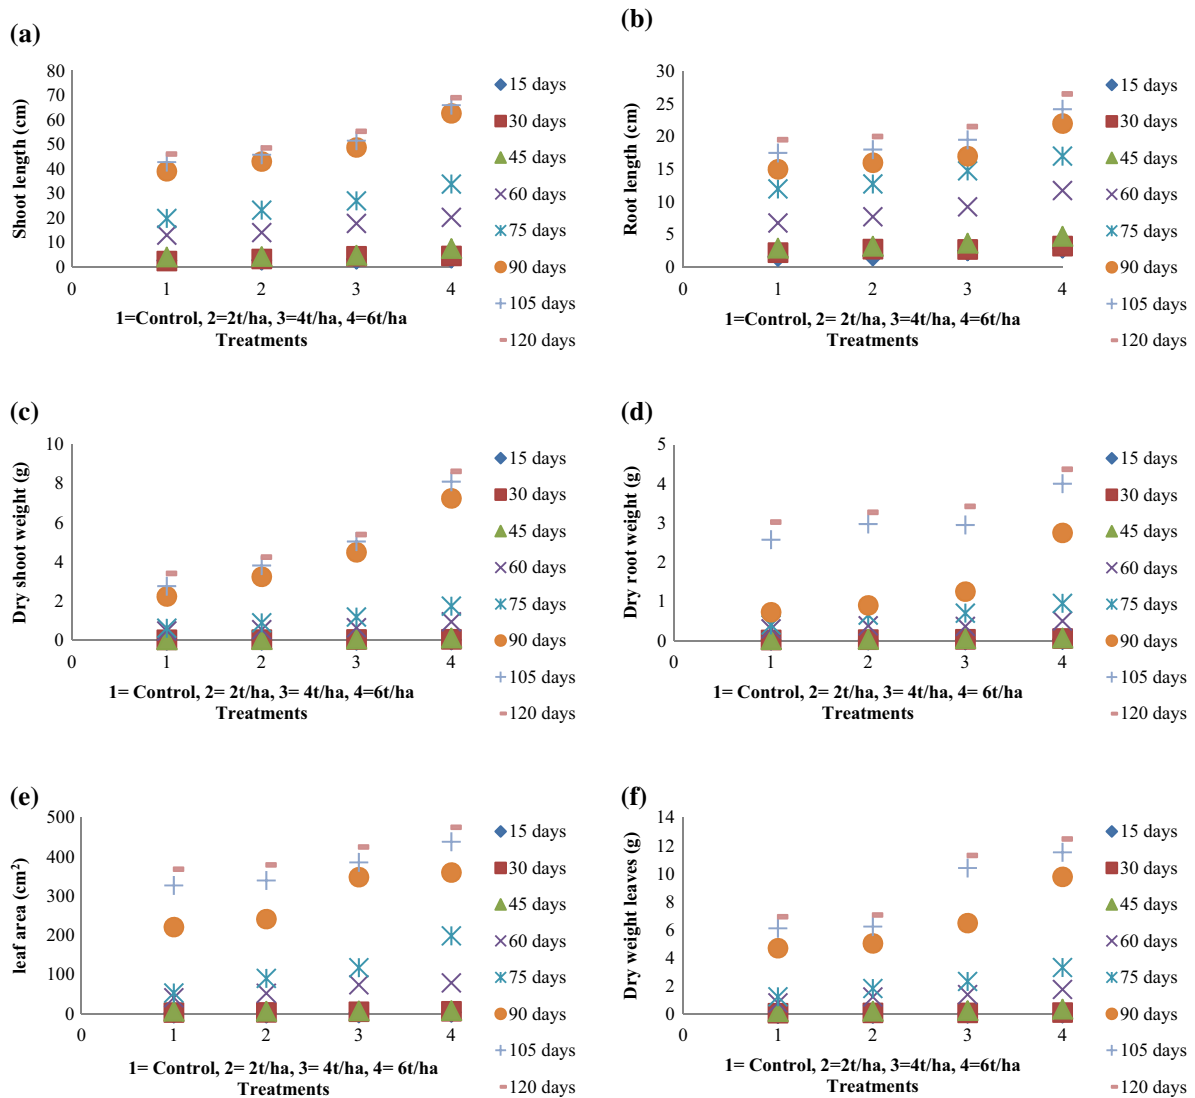 (a)
Shoot length (cm)
80
70
60
50
40
30
20
10
0
0 1 2 3 4
1=Control, 2=2t/ha, 3=4t/ha, 4=6t/ha
Treatments
15 days
30 days
45 days
60 days
75 days
90 days
105 days
120 days
(b)
Root length (cm)
30
25
20
15
10
5
0
0 1 2 3 4
1=Control, 2= 2t/ha, 3=4t/ha, 4=6t/ha
Treatments
15 days
30 days
45 days
60 days
75 days
90 days
105 days
120 days
(c)
Dry shoot weight (g)
10
8
6
4
2
0
0 1 2 3 4
1= Control, 2= 2t/ha, 3= 4t/ha, 4=6t/ha
Treatments
15 days
30 days
45 days
60 days
75 days
90 days
105 days
120 days
(d)
Dry root weight (g)
5
4
3
2
1
0
0 1 2 3 4
1= Control, 2= 2t/ha, 3= 4t/ha, 4= 6t/ha
Treatments
15 days
30 days
45 days
60 days
75 days
90 days
105 days
120 days
(e)
leaf area (cm²)
500
400
300
200
100
0
0 1 2 3 4
1= Control, 2= 2t/ha, 3= 4t/ha, 4= 6t/ha
Treatments
15 days
30 days
45 days
60 days
75 days
90 days
105 days
120 days
(f)
Dry weight leaves (g)
14
12
10
8
6
4
2
0
0 1 2 3 4
1= Control, 2=2t/ha, 3=4t/ha, 4=6t/ha
Treatments
15 days
30 days
45 days
60 days
75 days
90 days
105 days
120 days